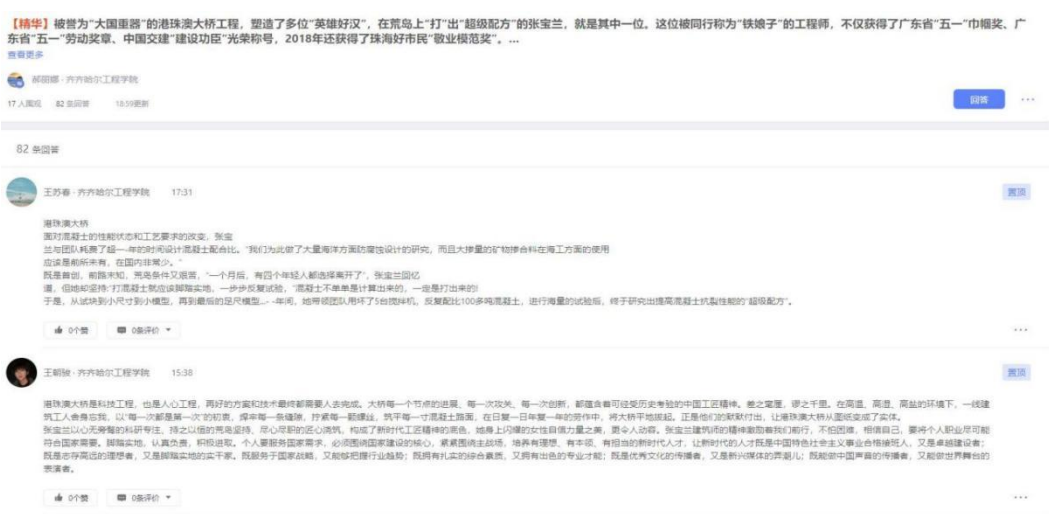 【精华】被誉为"大国重器"的港珠澳大桥工程，塑造了多位"英雄好汉"，在荒岛上"打"出"超级配方"的张宝兰，就是其中一位。这位被同行称为"铁娘子"的工程师，不仅获得了广东省"五一"巾帼奖、广
东省"五一"劳动奖章、中国交建"建设功臣"光荣称号，2018年还获得了珠海好市民"敬业模范奖"。...
查看更多
郝丽娜 · 齐齐哈尔工程学院
17 人围观 82 条回答 18:59更新
回答
82 条回答
王苏春 · 齐齐哈尔工程学院 17:31
置顶
港珠澳大桥
面对混凝土的性能状态和工艺要求的改变，张宝
兰与团队耗费了超一-年的时间设计混凝土配合比。"我们为此做了大量海洋方面防腐蚀设计的研究，而且大掺量的矿物掺合料在海工方面的使用
应该是前所未有，在国内非常少。"
既是首创，前路未知，荒岛条件又艰苦，"一个月后，有四个年轻人都选择离开了"，张宝兰回忆
道，但她却坚持:"打混凝土就应该脚踏实地，一步步反复试验，"混凝土不单单是计算出来的，一定是打出来的!
于是，从试块到小尺寸到小模型，再到最后的足尺模型...- -年间，她带领团队用坏了5台搅拌机，反复配比100多吨混凝土，进行海量的试验后，终于研究出提高混凝土抗裂性能的"超级配方"。
0个赞 0条评价
王朝骏 · 齐齐哈尔工程学院 15:38
置顶
港珠澳大桥是科技工程，也是人心工程，再好的方案和技术最终都需要人去完成。大桥每一个节点的进展，每一次攻关，每一次创新，都蕴含着可经受历史考验的中国工匠精神。差之毫厘，谬之千里。在高温、高湿、高盐的环境下，一线建
筑工人舍身忘我，以"每一次都是第一次"的初衷，焊牢每一条缝隙，拧紧每一颗螺丝，筑平每一寸混凝土路面，在日复一日年复一年的劳作中，将大桥平地拔起。正是他们的默默付出，让港珠澳大桥从图纸变成了实体。
张宝兰以心无旁骛的科研专注，持之以恒的荒岛坚持，尽心尽职的匠心浇筑，构成了新时代工匠精神的底色，她身上闪耀的女性自信力量之美，更令人动容。张宝兰建筑师的精神激励着我们前行，不怕困难，相信自己，要将个人职业尽可能
符合国家需要。脚踏实地，认真负责，积极进取。个人要服务国家需求，必须围绕国家建设的核心，紧紧围绕主战场，培养有理想、有本领、有担当的新时代人才，让新时代的人才既是中国特色社会主义事业合格接班人，又是卓越建设者；
既是志存高远的理想者，又是脚踏实地的实干家。既服务于国家战略，又能够把握行业趋势；既拥有扎实的综合素质，又拥有出色的专业才能；既是优秀文化的传播者，又是新兴媒体的弄潮儿；既能做中国声音的传播者，又能做世界舞台的
表演者。
0个赞 0条评价